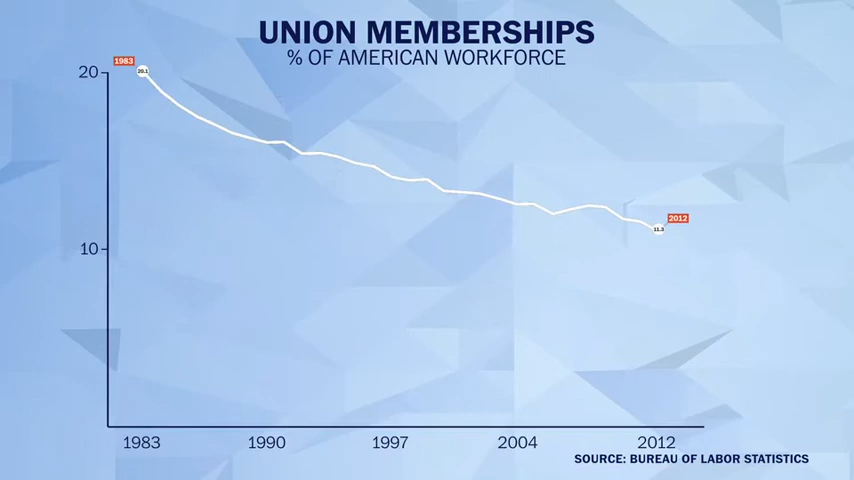 UNION MEMBERSHIPS
% OF AMERICAN WORKFORCE
1983
20
20.1
2012
11.3
10
1983 1990 1997 2004 2012
SOURCE: BUREAU OF LABOR STATISTICS